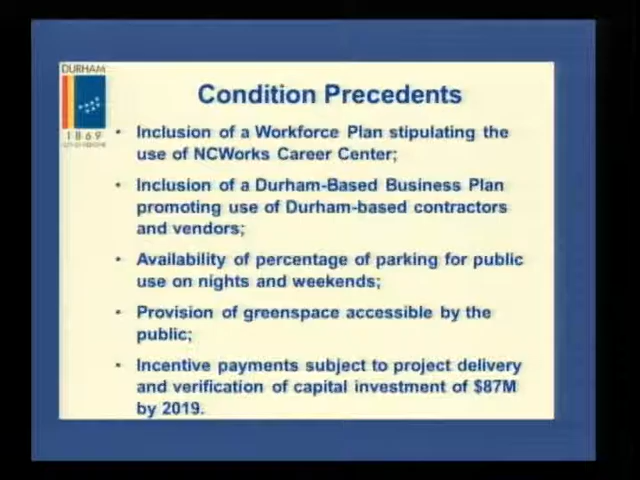 DURHAM
1869
Condition Precedents
• Inclusion of a Workforce Plan stipulating the
use of NCWorks Career Center;
• Inclusion of a Durham-Based Business Plan
promoting use of Durham-based contractors
and vendors;
• Availability of percentage of parking for public
use on nights and weekends;
• Provision of greenspace accessible by the
public;
• Incentive payments subject to project delivery
and verification of capital investment of $87M
by 2019.